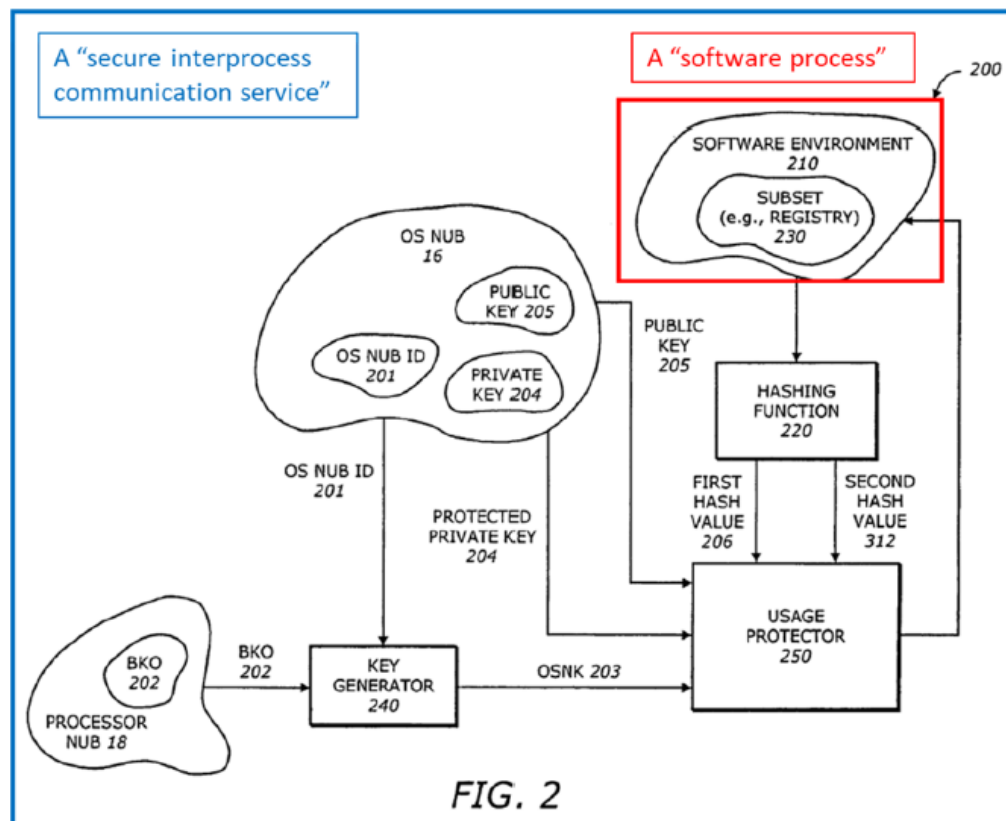 A “secure interprocess
communication service”
A “software process”
200
SOFTWARE ENVIRONMENT
210
SUBSET
(e.g., REGISTRY)
230
OS NUB
16
PUBLIC
KEY 205
OS NUB ID
201
PRIVATE
KEY 204
PUBLIC
KEY
205
HASHING
FUNCTION
220
OS NUB ID
201
FIRST
HASH
VALUE
206
SECOND
HASH
VALUE
312
PROTECTED
PRIVATE KEY
204
USAGE
PROTECTOR
250
BKO
202
PROCESSOR
NUB 18
BKO
202
KEY
GENERATOR
240
OSNK 203
FIG. 2